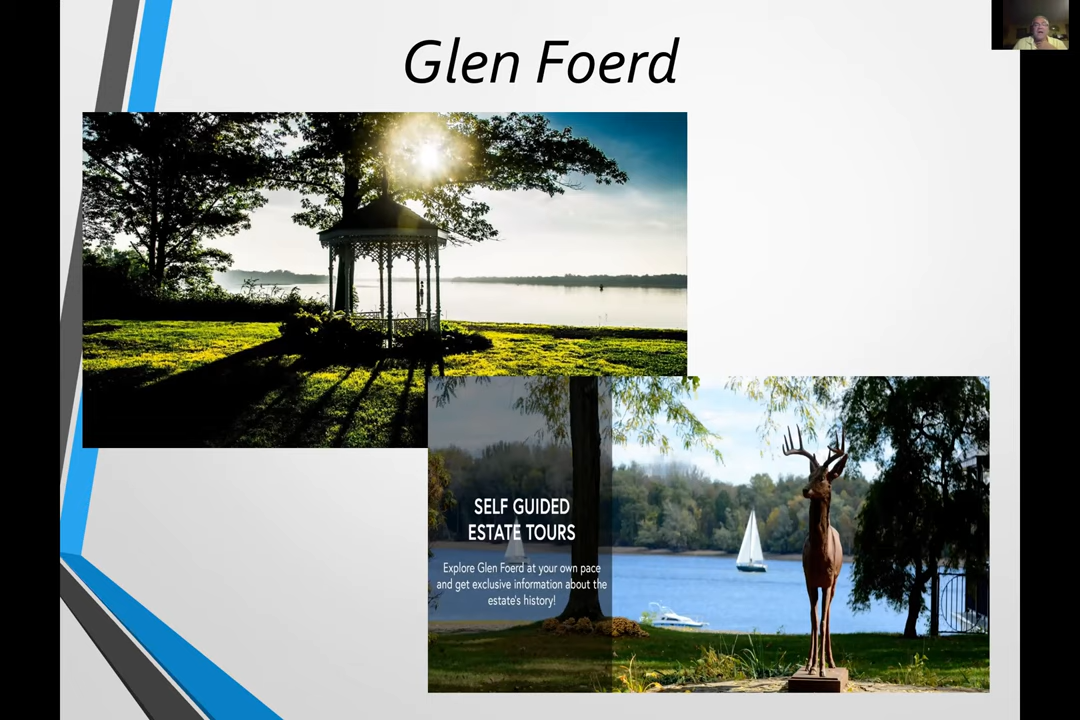 Glen Foerd
SELF GUIDED
ESTATE TOURS
Explore Glen Foerd at your own pace
and get exclusive information about the
estate's history!